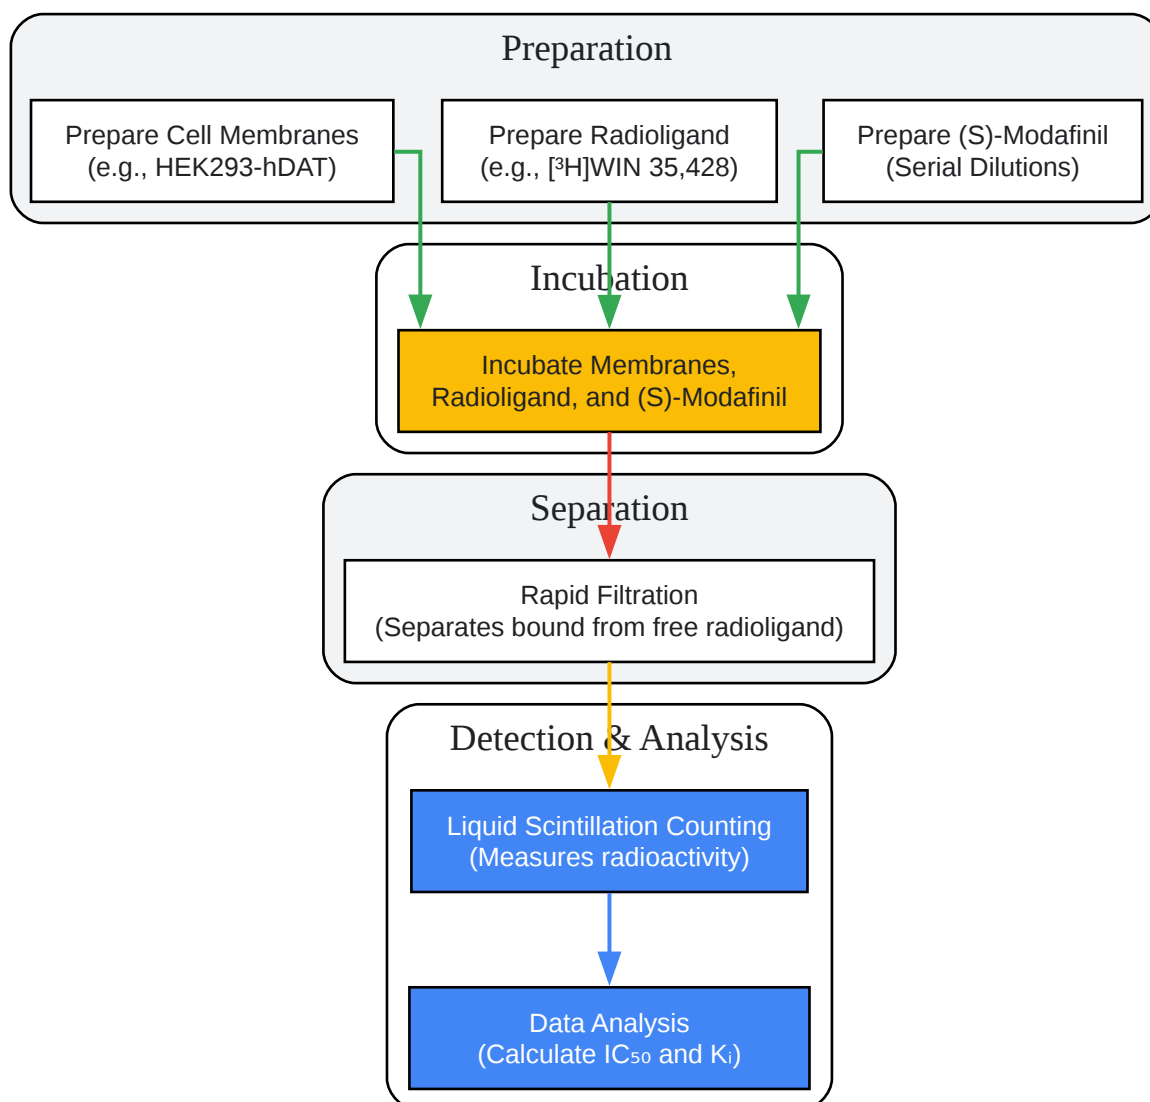 Preparation
Prepare Cell Membranes
(e.g., HEK293-hDAT)
Prepare Radioligand
(e.g., [³H]WIN 35,428)
Prepare (S)-Modafinil
(Serial Dilutions)
Incubation
Incubate Membranes,
Radioligand, and (S)-Modafinil
Separation
Rapid Filtration
(Separates bound from free radioligand)
Detection & Analysis
Liquid Scintillation Counting
(Measures radioactivity)
Data Analysis
(Calculate IC₅₀ and Kᵢ)